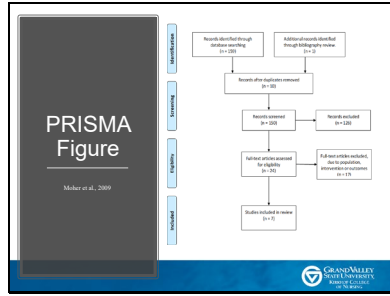 PRISMA
Figure
Moher et al., 2009
Identification
Screening
Eligibility
Included
Records identified through
database searching
Additional records identified
through bibliography review
Records after duplicates removed
Records screened
(n = 150)
Records excluded
Full-text articles assessed
for eligibility
Full-text articles excluded,
due to population,
intervention or outcomes
Studies included in review
(n = 7)
GRAND VALLEY
STATE UNIVERSITY
KIRKHOF COLLEGE
OF NURSING